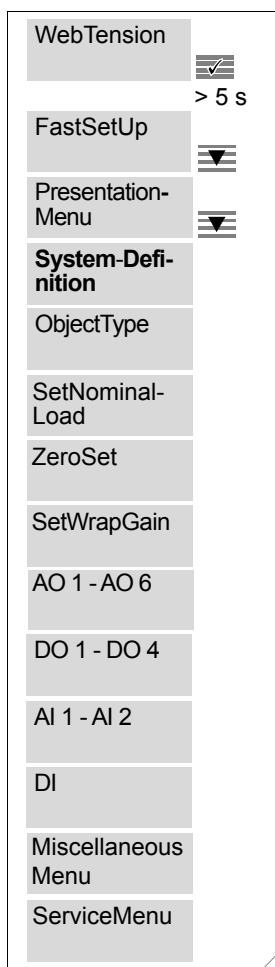 WebTension
> 5 s
FastSetUp
Presentation-
Menu
System-Defi-
nition
ObjectType
SetNominal-
Load
ZeroSet
SetWrapGain
AO 1 - AO 6
DO 1 - DO 4
AI 1 - AI 2
DI
Miscellaneous
Menu
ServiceMenu